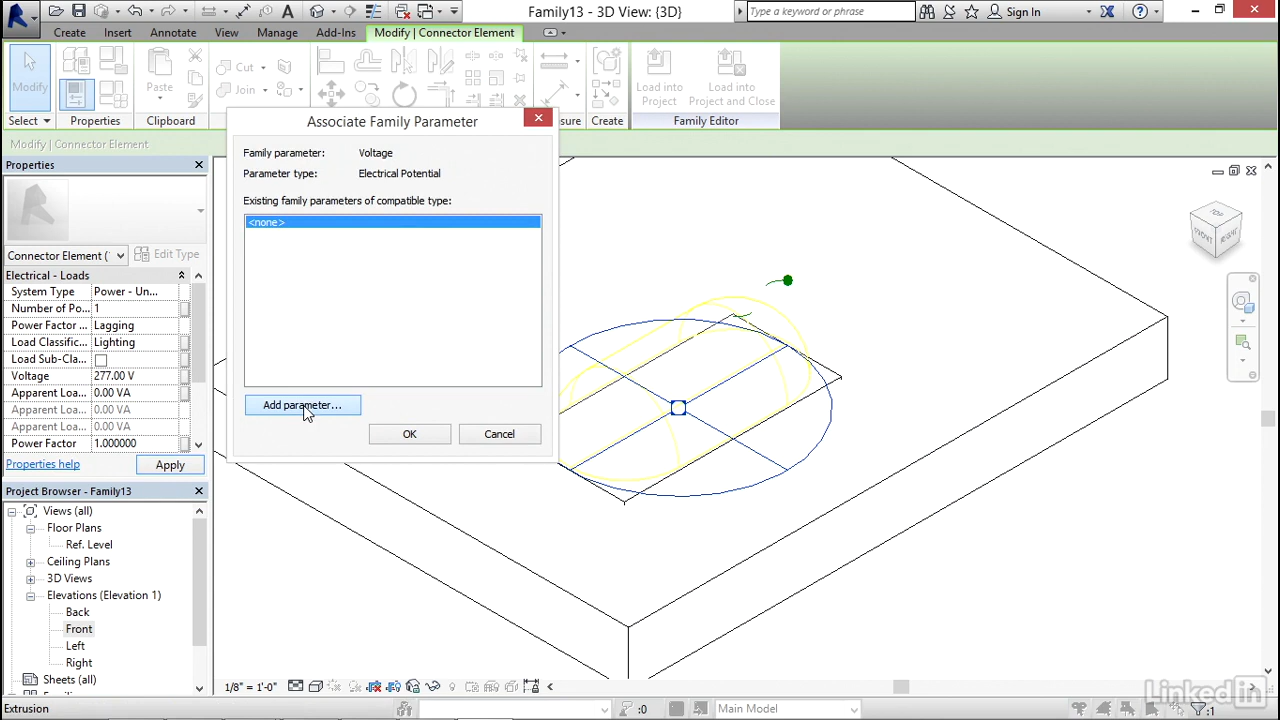 Family13 - 3D View: {3D}
Type a keyword or phrase
Sign In
Create Insert Annotate View Manage Add-Ins Modify | Connector Element
Modify
Paste
Cut
Join
Load into
Project
Load into
Project and Close
Select Properties Clipboard
sure Create Family Editor
Modify | Connector Element
Properties
Connector Element ( Edit Type
Electrical - Loads
System Type Power - Un...
Number of Po... 1
Power Factor ... Lagging
Load Classific... Lighting
Load Sub-Cla...
Voltage 277.00 V
Apparent Loa... 0.00 VA
Apparent Loa... 0.00 VA
Apparent Loa... 0.00 VA
Power Factor 1.000000
Properties help Apply
Associate Family Parameter
Family parameter: Voltage
Parameter type: Electrical Potential
Existing family parameters of compatible type:
<none>
Add parameter...
OK Cancel
TOP
FRONT RIGHT
Project Browser - Family13
Views (all)
Floor Plans
Ref. Level
Ceiling Plans
3D Views
Elevations (Elevation 1)
Back
Front
Left
Right
Sheets (all)
1/8" = 1'-0"
Extrusion
:0
Main Model
:1
Linked in